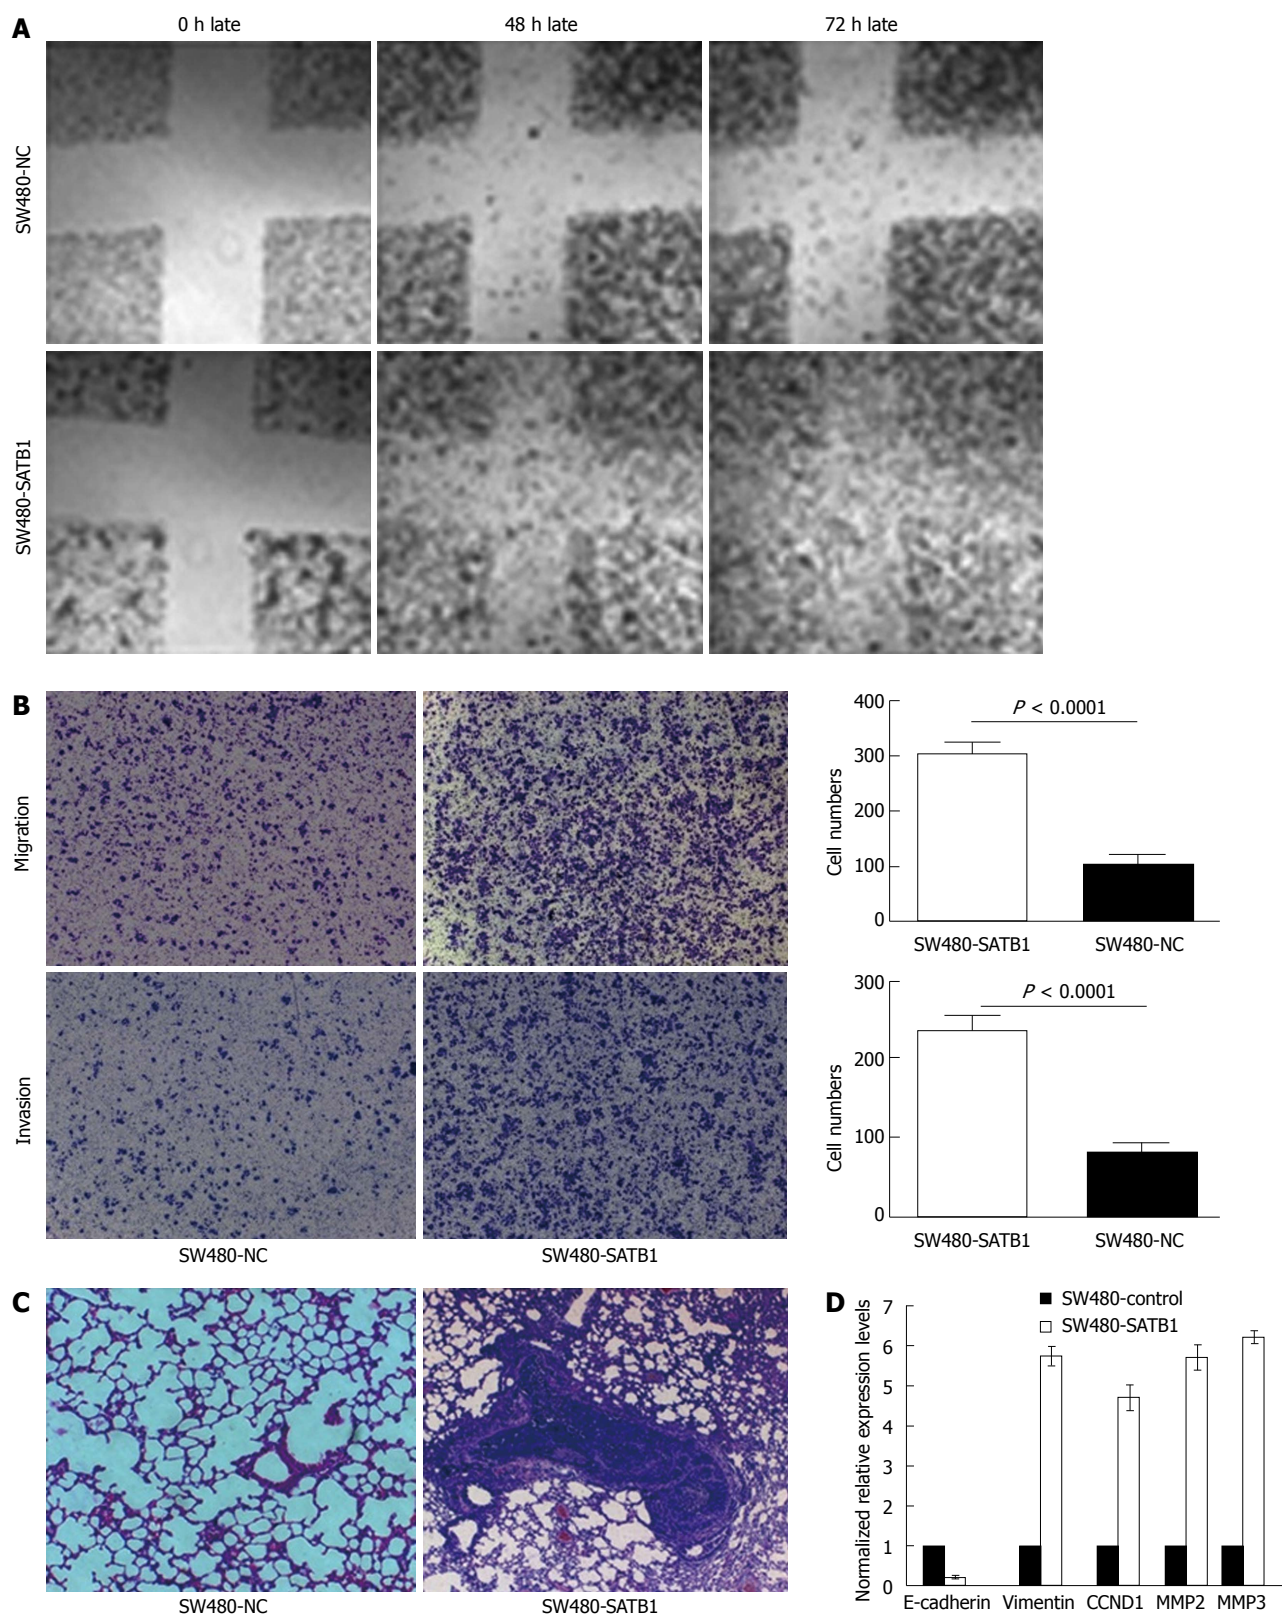 A
0 h late
48 h late
72 h late
SW480-NC
SW480-SATB1
B
Migration
Invasion
SW480-NC
SW480-SATB1
Cell numbers
400
300
200
100
0
P < 0.0001
SW480-SATB1
SW480-NC
Cell numbers
300
200
100
0
P < 0.0001
SW480-SATB1
SW480-NC
C
SW480-NC
SW480-SATB1
D
Normalized relative expression levels
7
6
5
4
3
2
1
0
SW480-control
SW480-SATB1
E-cadherin
Vimentin
CCND1
MMP2
MMP3